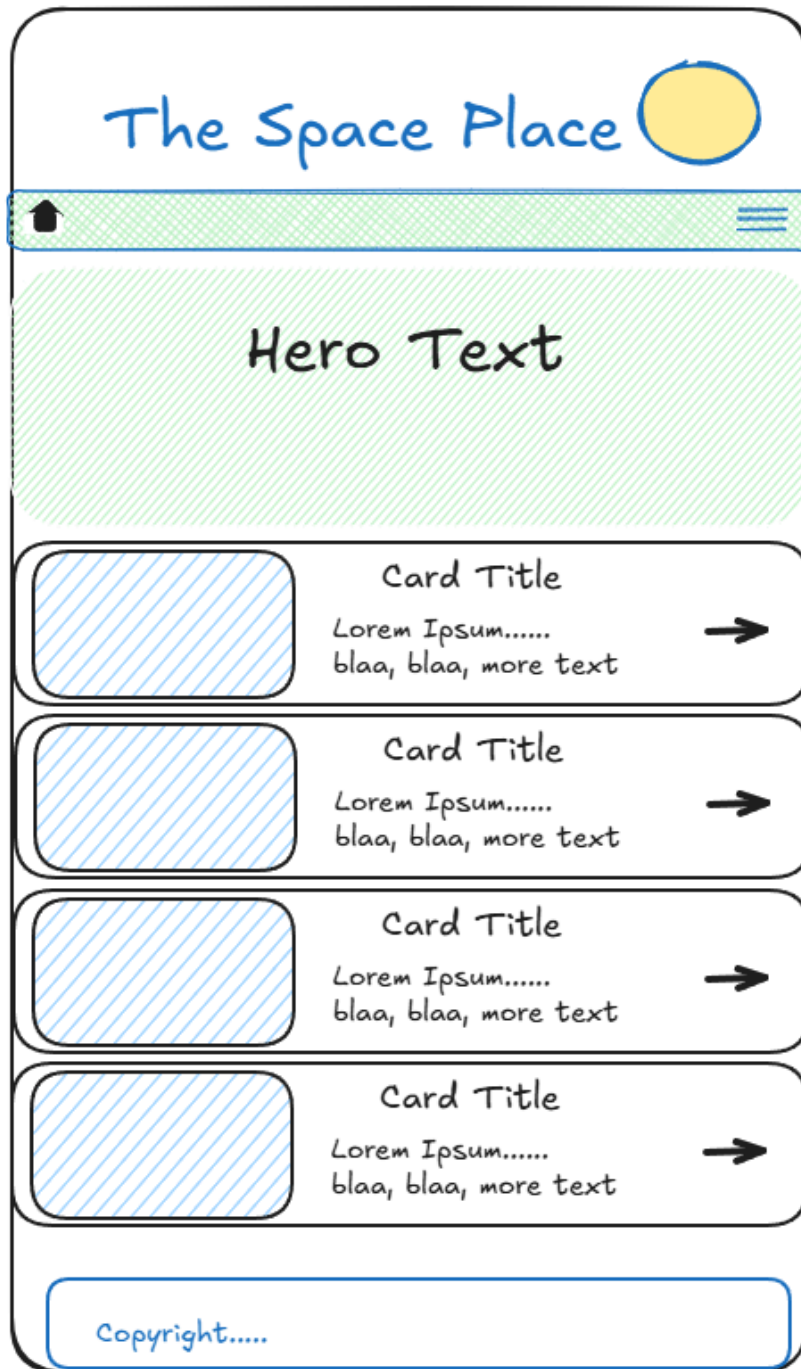 The Space Place
Hero Text
Card Title
Lorem Ipsum......
blaa, blaa, more text
Card Title
Lorem Ipsum......
blaa, blaa, more text
Card Title
Lorem Ipsum......
blaa, blaa, more text
Card Title
Lorem Ipsum......
blaa, blaa, more text
Copyright.....